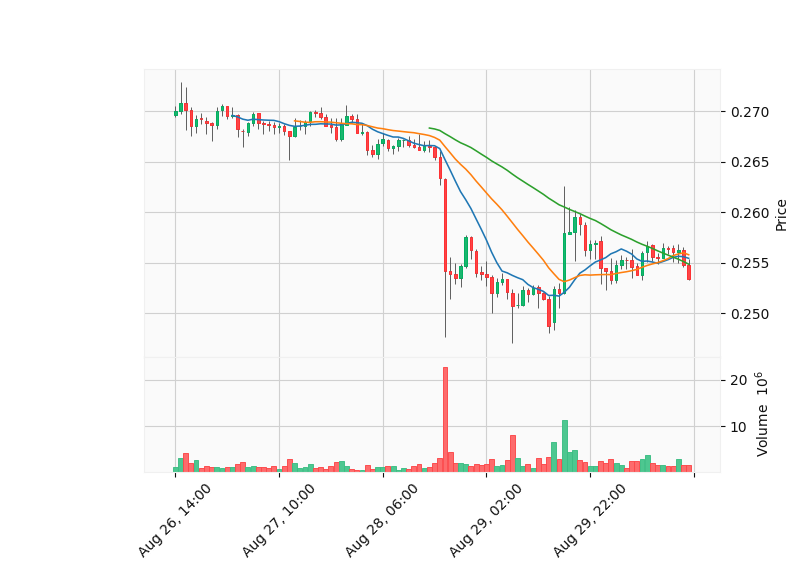 0.270
0.265
0.260
0.255
0.250
Price
20
10
Volume 10^6
Aug 26, 14:00
Aug 27, 10:00
Aug 28, 06:00
Aug 29, 02:00
Aug 29, 22:00